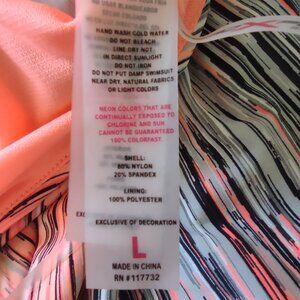 NO USAR BLANQUEADOR
HAND WASH COLD WATER
DO NOT BLEACH
LINE DRY NOT
IN DIRECT SUNLIGHT
DO NOT IRON
DO NOT PUT DAMP SWIMSUIT
NEAR DRY, NATURAL FABRICS
OR LIGHT COLORS
NEON COLORS THAT ARE
CONTINUALLY EXPOSED TO
CHLORINE AND SUN
CANNOT BE GUARANTEED
100% COLORFAST.
SHELL:
80% NYLON
20% SPANDEX
LINING:
100% POLYESTER
EXCLUSIVE OF DECORATION
L
MADE IN CHINA
RN #117732